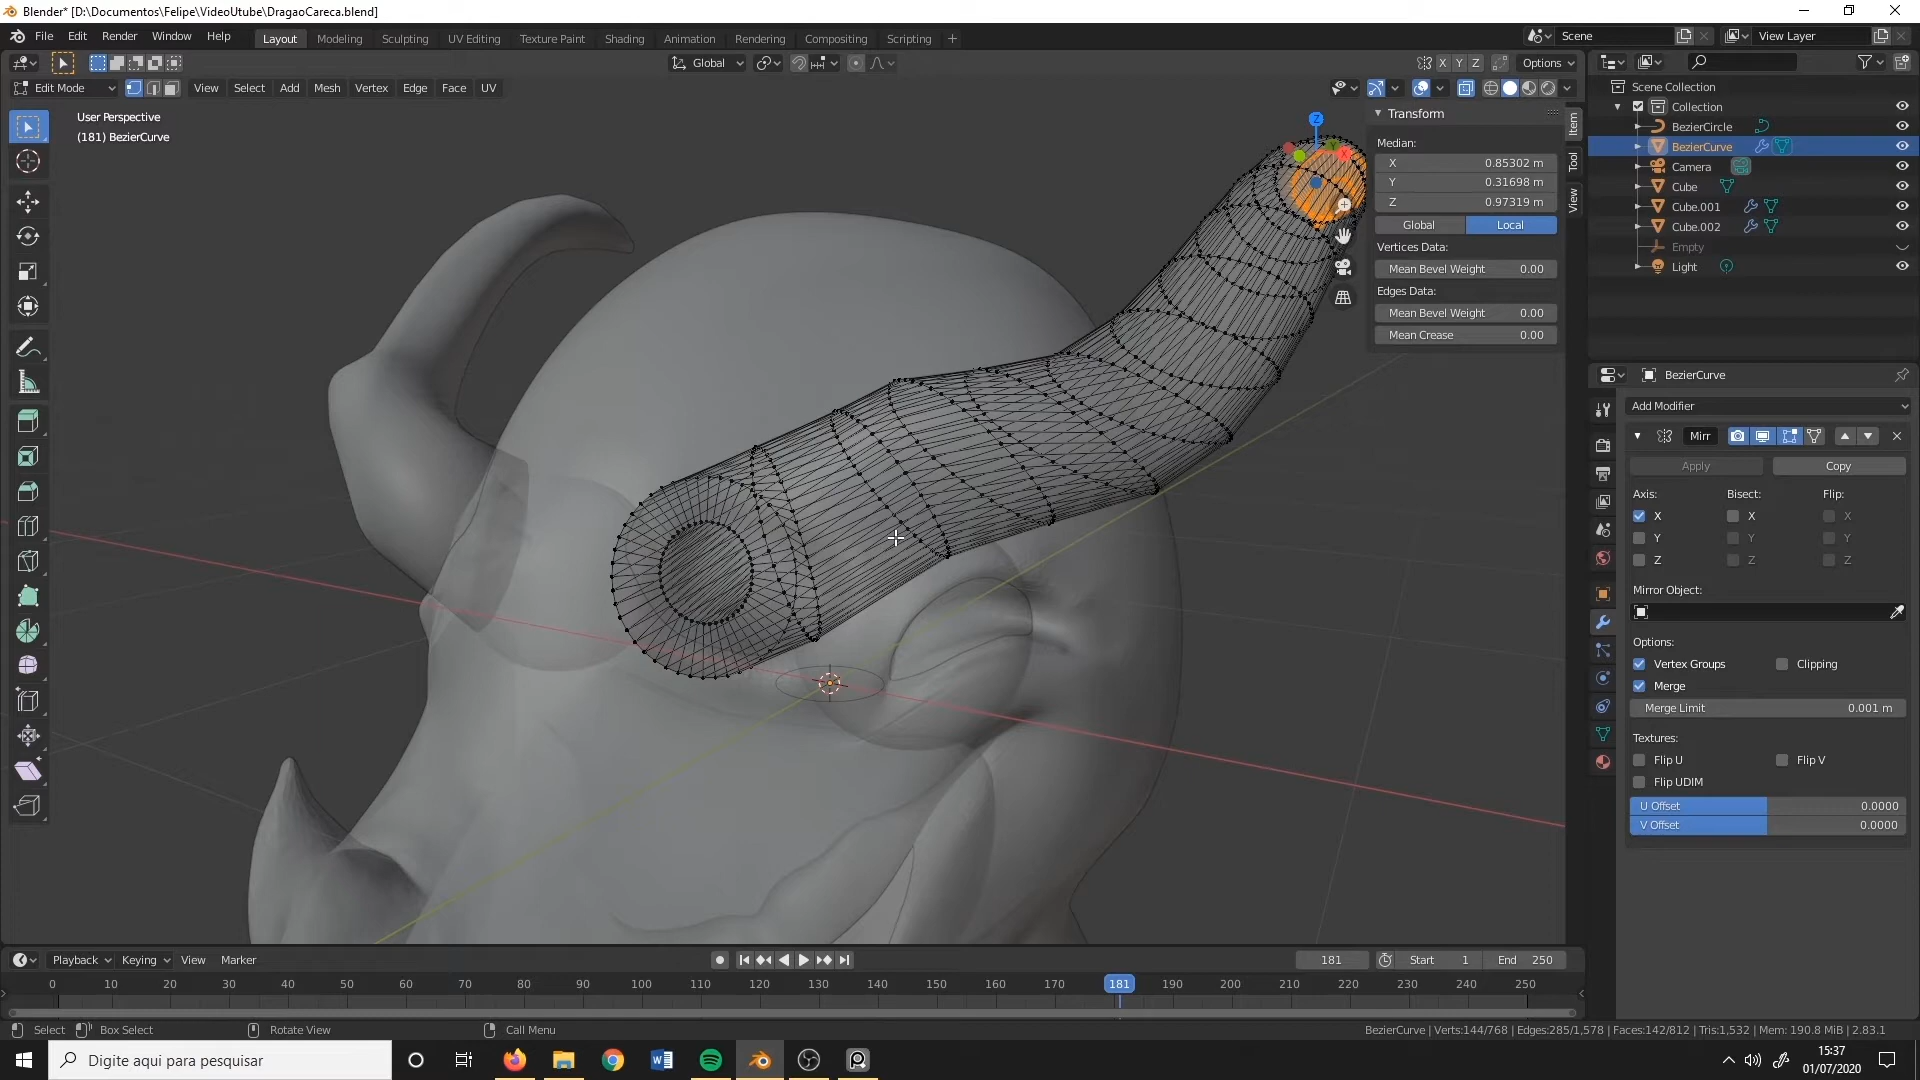 Blender* [D:\Documentos\Felipe\VideoUtube\DragaoCareca.blend]
File Edit Render Window Help Layout Modeling Sculpting UV Editing Texture Paint Shading Animation Rendering Compositing Scripting + Scene View Layer
Global X Y Z Options
Edit Mode View Select Add Mesh Vertex Edge Face UV
User Perspective
(181) BezierCurve
Z
Y
X
Transform
Median:
X 0.85302 m
Y 0.31698 m
Z 0.97319 m
Global Local
Vertices Data:
Mean Bevel Weight 0.00
Edges Data:
Mean Bevel Weight 0.00
Mean Crease 0.00
Item
Tool
View
Scene Collection
Collection
BezierCircle
BezierCurve
Camera
Cube
Cube.001
Cube.002
Empty
Light
BezierCurve
Add Modifier
Mirr
Apply Copy
Axis: Bisect: Flip:
X X X
Y Y Y
Z Z Z
Mirror Object:
Options:
Vertex Groups Clipping
Merge
Merge Limit 0.001 m
Textures:
Flip U Flip V
Flip UDIM
U Offset 0.0000
V Offset 0.0000
Playback Keying View Marker 181 Start 1 End 250
0 10 20 30 40 50 60 70 80 90 100 110 120 130 140 150 160 170 181 190 200 210 220 230 240 250
Select Box Select Rotate View Call Menu BezierCurve | Verts:144/768 | Edges:285/1,578 | Faces:142/812 | Tris:1,532 | Mem: 190.8 MiB | 2.83.1
Digite aqui para pesquisar
15:37
01/07/2020